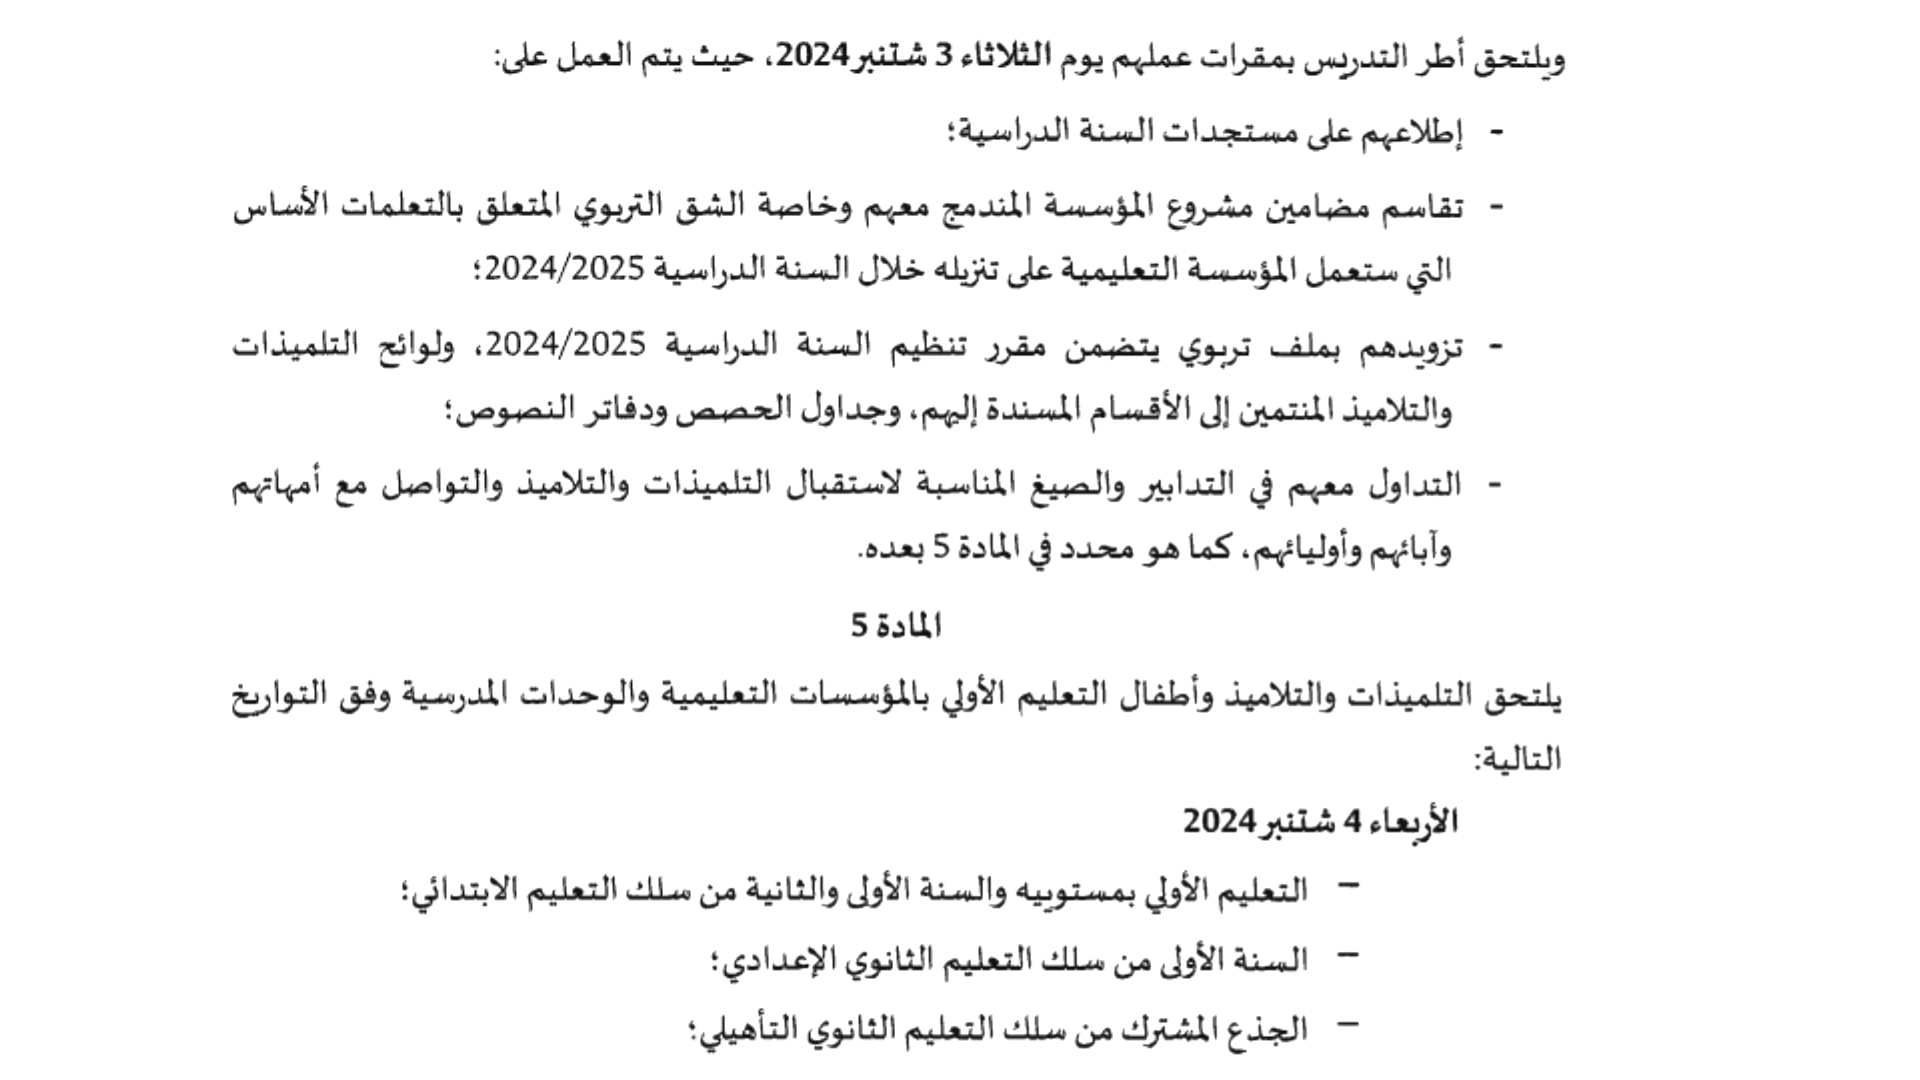 ويلتحق أطر التدريس بمقرات عملهم يوم الثلاثاء 3 شتنبر 2024، حيث يتم العمل على:
- إطلاعهم على مستجدات السنة الدراسية؛
- تقاسم مضامين مشروع المؤسسة المندمج معهم وخاصة الشق التربوي المتعلق بالتعلمات الأساس
التي ستعمل المؤسسة التعليمية على تنزيله خلال السنة الدراسية 2024/2025؛
- تزويدهم بملف تربوي يتضمن مقرر تنظيم السنة الدراسية 2024/2025، ولوائح التلميذات
والتلاميذ المنتمين إلى الأقسام المسندة إليهم، وجداول الحصص ودفاتر النصوص؛
- التداول معهم في التدابير والصيغ المناسبة لاستقبال التلميذات والتلاميذ والتواصل مع أمهاتهم
وآبائهم وأوليائهم، كما هو محدد في المادة 5 بعده.
المادة 5
يلتحق التلميذات والتلاميذ وأطفال التعليم الأولي بالمؤسسات التعليمية والوحدات المدرسية وفق التواريخ
التالية:
الأربعاء 4 شتنبر 2024
– التعليم الأولي بمستوييه والسنة الأولى والثانية من سلك التعليم الابتدائي؛
– السنة الأولى من سلك التعليم الثانوي الإعدادي؛
– الجذع المشترك من سلك التعليم الثانوي التأهيلي؛